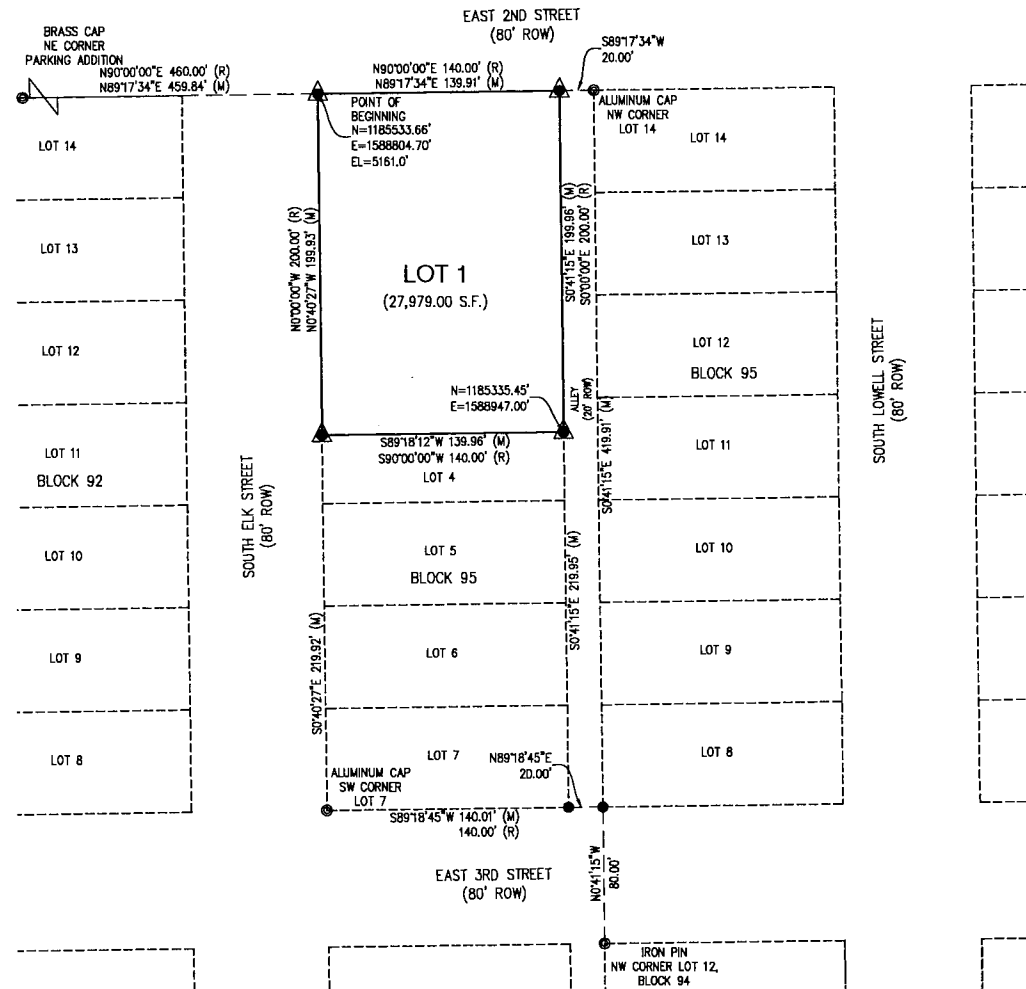 EAST 2ND STREET
(80' ROW)
BRASS CAP
NE CORNER
PARKING ADDITION
N90°00'00"E 460.00' (R)
N89°17'34"E 459.84' (M)
N90°00'00"E 140.00' (R)
N89°17'34"E 139.91' (M)
S89°17'34"W
20.00'
POINT OF
BEGINNING
N=1185533.66'
E=1588804.70'
EL=5161.0'
ALUMINUM CAP
NW CORNER
LOT 14
LOT 14
LOT 13
LOT 12
LOT 11
BLOCK 92
LOT 10
LOT 9
LOT 8
N0°00'00"W 200.00' (R)
N0°40'27"W 199.93' (M)
LOT 1
(27,979.00 S.F.)
S0°41'15"E 199.96' (M)
S0°00'00"E 200.00' (R)
N=1185335.45'
E=1588947.00'
ALLEY
(20' ROW)
S89°18'12"W 139.96' (M)
S90°00'00"W 140.00' (R)
LOT 4
LOT 5
BLOCK 95
LOT 6
LOT 7
SOUTH ELK STREET
(80' ROW)
S0°40'27"E 219.92' (M)
S0°41'15"E 219.95' (M)
S0°41'15"E 419.91' (M)
LOT 14
LOT 13
LOT 12
BLOCK 95
LOT 11
LOT 10
LOT 9
LOT 8
SOUTH LOWELL STREET
(80' ROW)
ALUMINUM CAP
SW CORNER
LOT 7
N89°18'45"E
20.00'
S89°18'45"W 140.01' (M)
140.00' (R)
EAST 3RD STREET
(80' ROW)
N0°41'15"W
80.00'
IRON PIN
NW CORNER LOT 12,
BLOCK 94